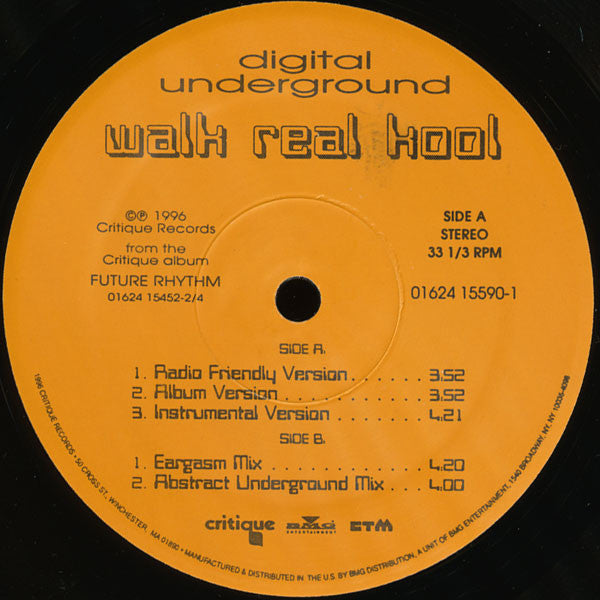 digital
underground
walk real kool
©℗ 1996
Critique Records
from the
Critique album
FUTURE RHYTHM
01624 15452-2/4
SIDE A
STEREO
33 1/3 RPM
01624 15590-1
SIDE A:
1. Radio Friendly Version . . . . . . 3:52
2. Album Version . . . . . . . . . . . . 3:52
3. Instrumental Version . . . . . . . 4:21
SIDE B:
1. Eargasm Mix . . . . . . . . . . . . . 4:20
2. Abstract Underground Mix . . . 4:00
critique
BMG
ENTERTAINMENT
CTM
1996 CRITIQUE RECORDS • 50 CROSS ST., WINCHESTER MA 01890 • MANUFACTURED & DISTRIBUTED IN THE U.S. BY BMG DISTRIBUTION, A UNIT OF BMG ENTERTAINMENT, 1540 BROADWAY, NY, NY 10036-4098